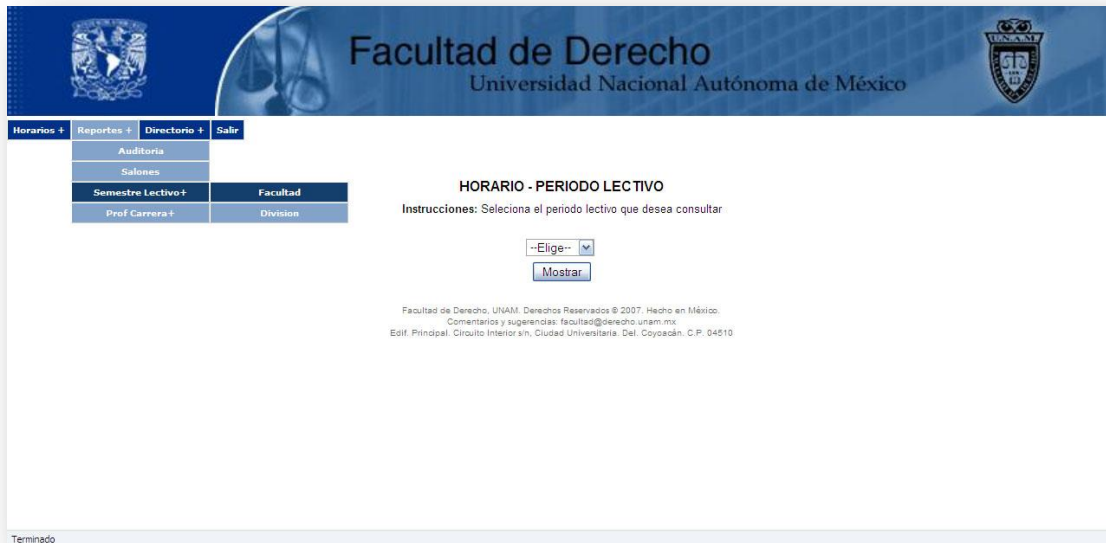 Facultad de Derecho
Universidad Nacional Autónoma de México
U.N.A.M.
Horarios + Reportes + Directorio + Salir
Auditoria
Salones
Semestre Lectivo+ Facultad
Prof Carrera+ Division
HORARIO - PERIODO LECTIVO
Instrucciones: Selecciona el periodo lectivo que desea consultar
--Elige--
Mostrar
Facultad de Derecho, UNAM. Derechos Reservados © 2007. Hecho en México.
Comentarios y sugerencias: facultad@derecho.unam.mx
Edif. Principal. Circuito Interior s/n, Ciudad Universitaria. Del. Coyoacán. C.P. 04510
Terminado